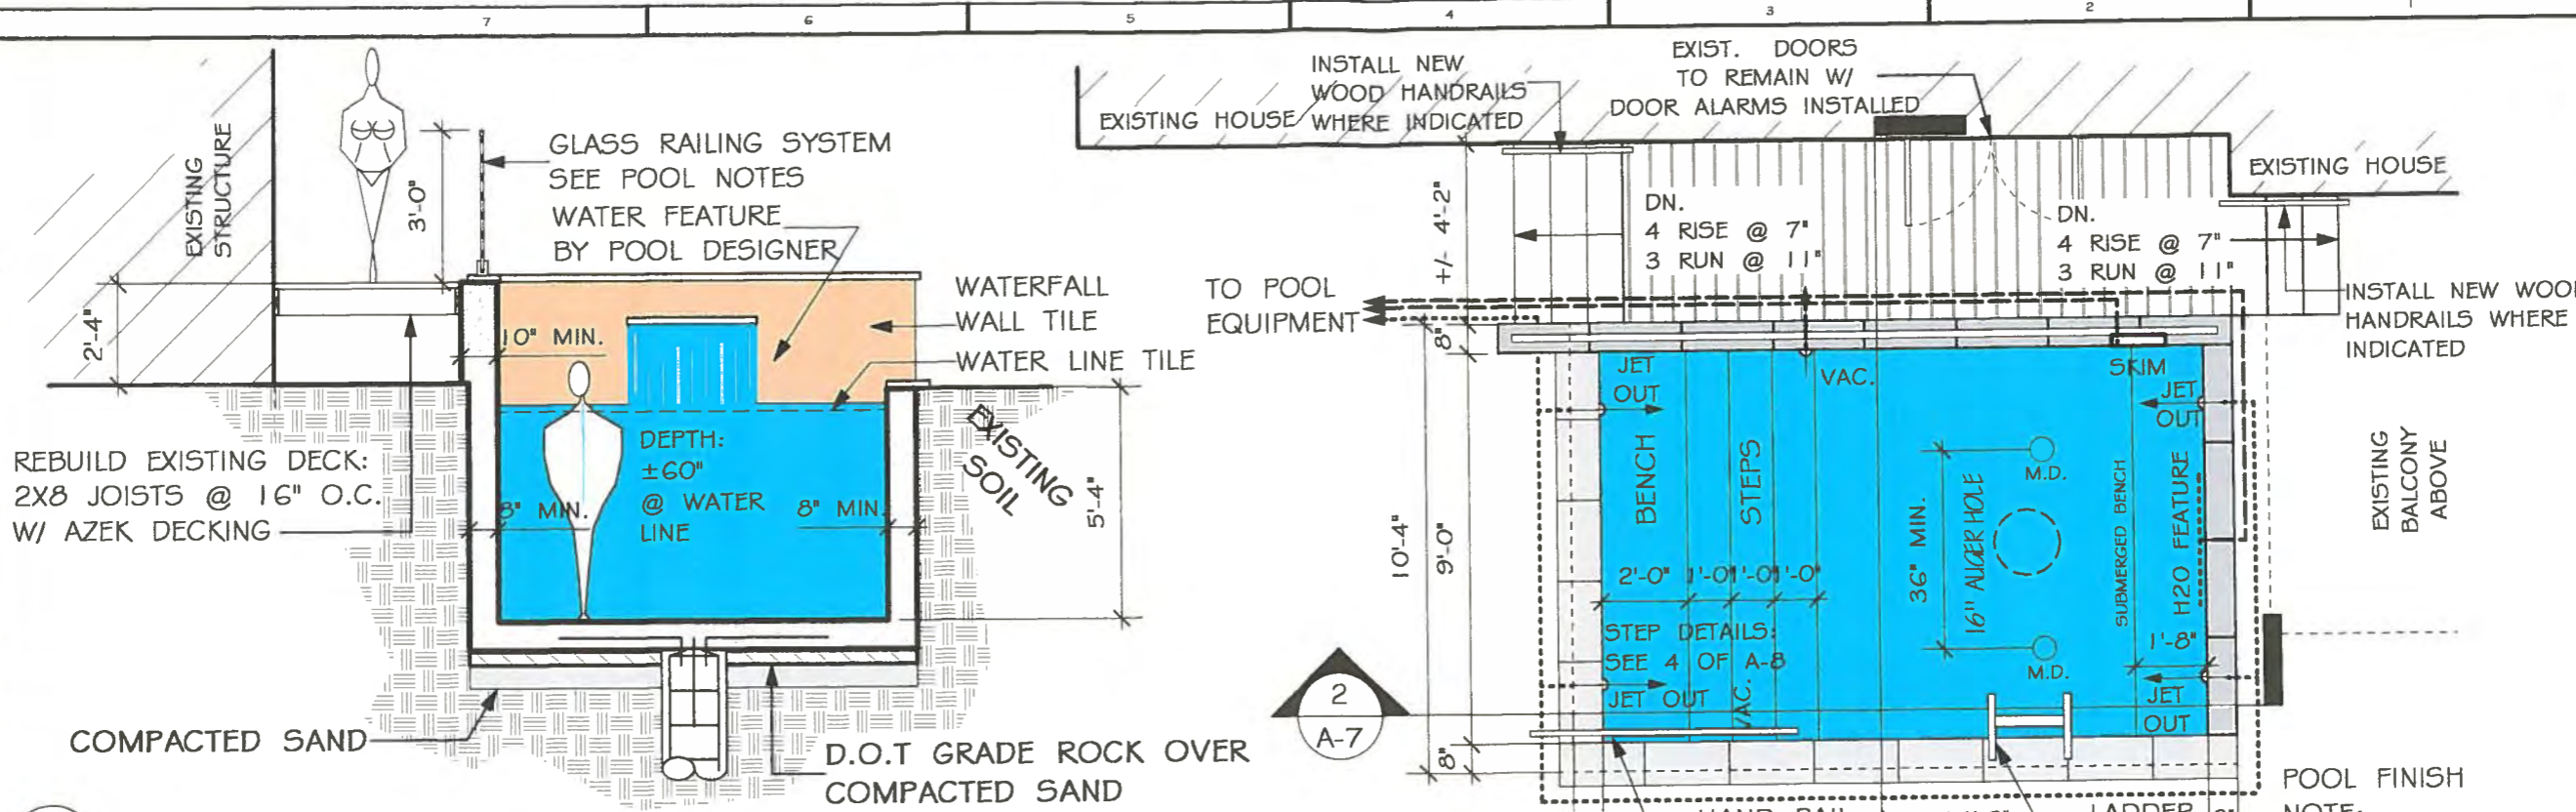 7
6
5
4
3
2
EXISTING
STRUCTURE
3'-0"
GLASS RAILING SYSTEM
SEE POOL NOTES
WATER FEATURE
BY POOL DESIGNER
WATERFALL
WALL TILE
WATER LINE TILE
2'-4"
10" MIN.
REBUILD EXISTING DECK:
2X8 JOISTS @ 16" O.C.
W/ AZEK DECKING
DEPTH:
±60"
@ WATER
LINE
8" MIN.
8" MIN.
EXISTING
SOIL
5'-4"
COMPACTED SAND
D.O.T GRADE ROCK OVER
COMPACTED SAND
EXISTING HOUSE
INSTALL NEW
WOOD HANDRAILS
WHERE INDICATED
EXIST. DOORS
TO REMAIN W/
DOOR ALARMS INSTALLED
EXISTING HOUSE
+/- 4'-2"
DN.
4 RISE @ 7"
3 RUN @ 11"
DN.
4 RISE @ 7"
3 RUN @ 11"
TO POOL
EQUIPMENT
INSTALL NEW WOO
HANDRAILS WHERE
INDICATED
8"
JET
OUT
VAC.
SKIM
JET
OUT
BENCH
STEPS
M.D.
EXISTING
BALCONY
ABOVE
10'-4"
9'-0"
36" MIN.
16" AUGER HOLE
SUBMERGED BENCH
H2O FEATURE
2'-0"
1'-0"
1'-0"
1'-0"
STEP DETAILS:
SEE 4 OF A-8
JET OUT
VAC.
M.D.
1'-8"
JET
OUT
2
A-7
8"
POOL FINISH
NOTE:
HAND RAIL
LADDER